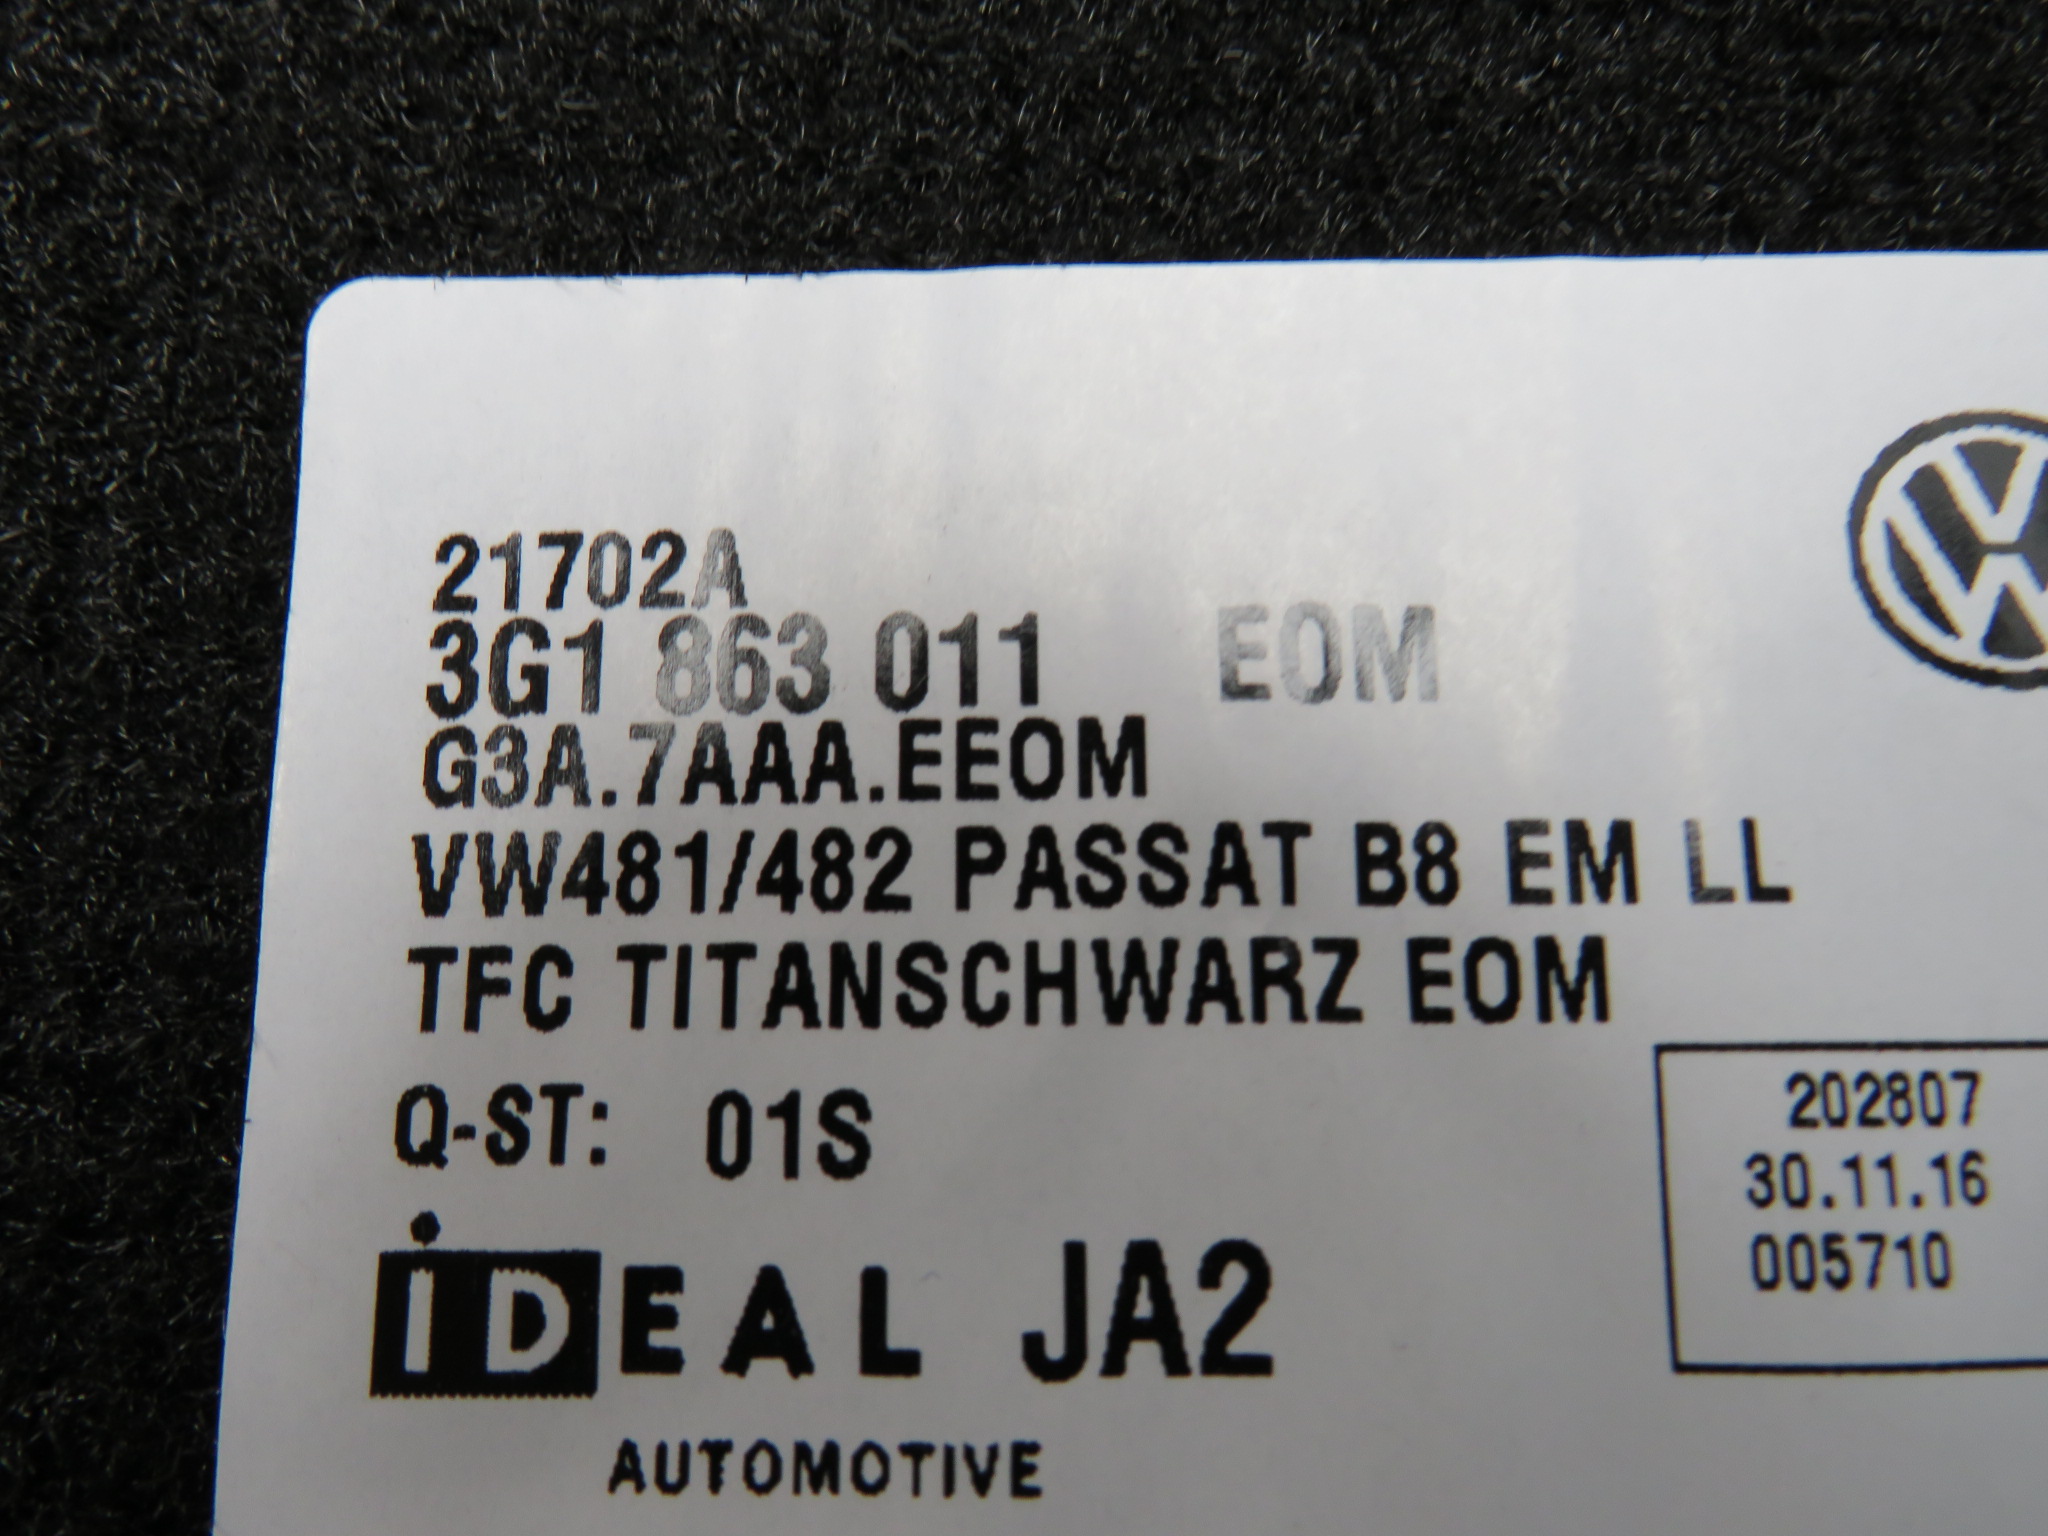 21702A
3G1 863 011 EOM
G3A.7AAA.EEOM
VW481/482 PASSAT B8 EM LL
TFC TITANSCHWARZ EOM
Q-ST: 01S
202807
30.11.16
005710
iDEAL JA2
AUTOMOTIVE